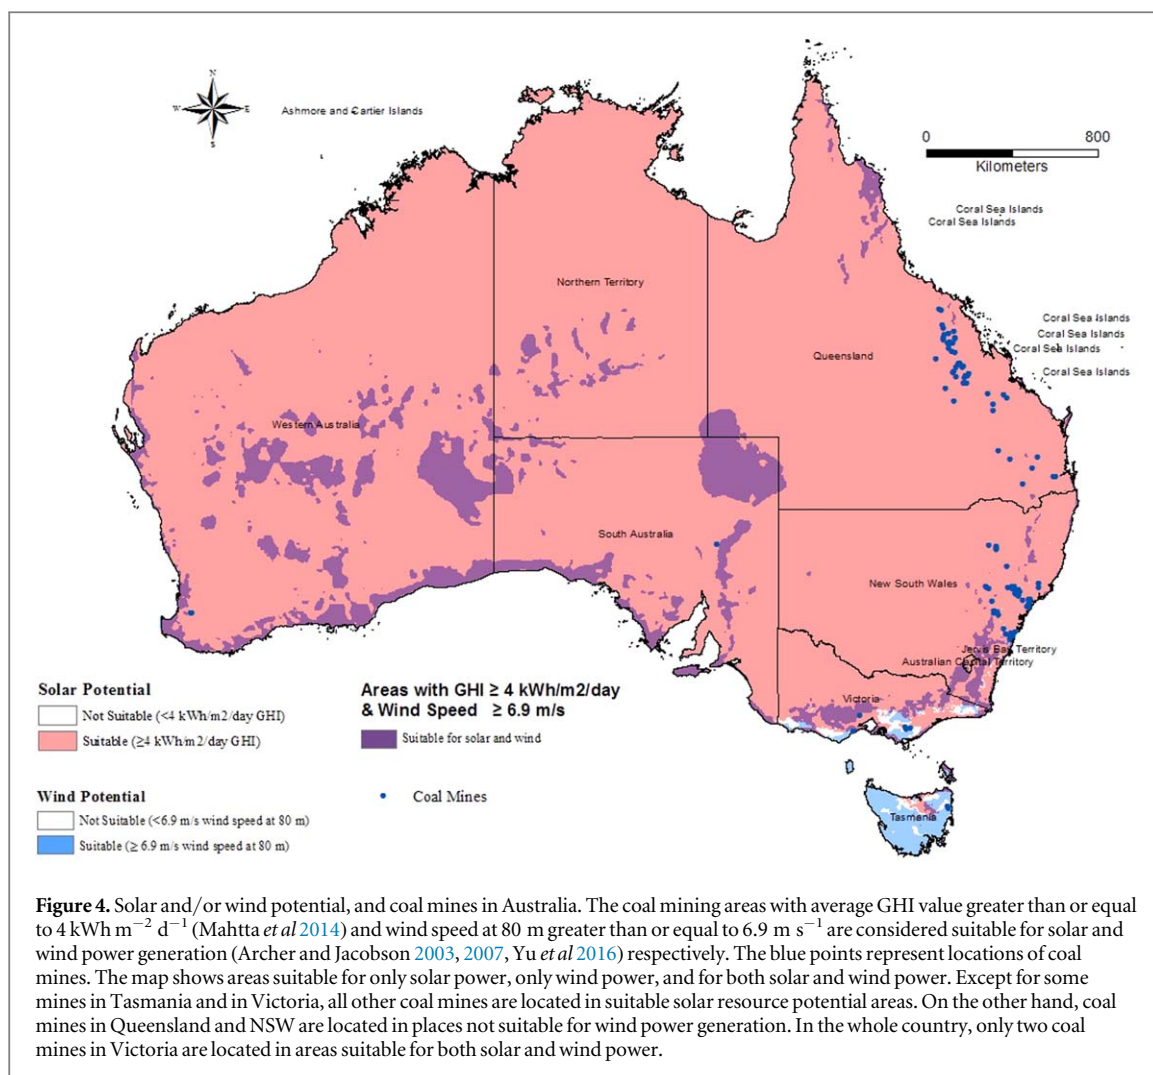 N
W
E
S
Ashmore and Cartier Islands
0 800
Kilometers
Coral Sea Islands
Coral Sea Islands
Northern Territory
Coral Sea Islands
Coral Sea Islands
Coral Sea Islands
Queensland
Coral Sea Islands
Western Australia
South Australia
New South Wales
Jervis Bay Territory
Australian Capital Territory
Victoria
Tasmania
Solar Potential
Not Suitable (<4 kWh/m2/day GHI)
Suitable (≥4 kWh/m2/day GHI)
Wind Potential
Not Suitable (<6.9 m/s wind speed at 80 m)
Suitable (≥ 6.9 m/s wind speed at 80 m)
Areas with GHI ≥ 4 kWh/m2/day
& Wind Speed ≥ 6.9 m/s
Suitable for solar and wind
Coal Mines
Figure 4. Solar and/or wind potential, and coal mines in Australia. The coal mining areas with average GHI value greater than or equal
to 4 kWh m−2 d−1 (Mahtta et al 2014) and wind speed at 80 m greater than or equal to 6.9 m s−1 are considered suitable for solar and
wind power generation (Archer and Jacobson 2003, 2007, Yu et al 2016) respectively. The blue points represent locations of coal
mines. The map shows areas suitable for only solar power, only wind power, and for both solar and wind power. Except for some
mines in Tasmania and in Victoria, all other coal mines are located in suitable solar resource potential areas. On the other hand, coal
mines in Queensland and NSW are located in places not suitable for wind power generation. In the whole country, only two coal
mines in Victoria are located in areas suitable for both solar and wind power.